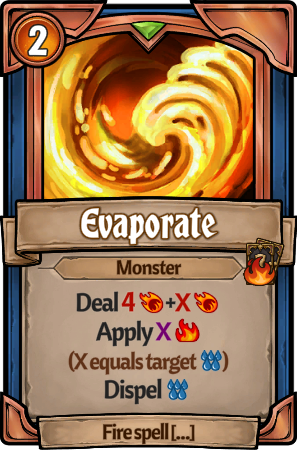 2
Evaporate
Monster
Deal 4 +X
Apply X
(X equals target )
Dispel
Fire spell [...]